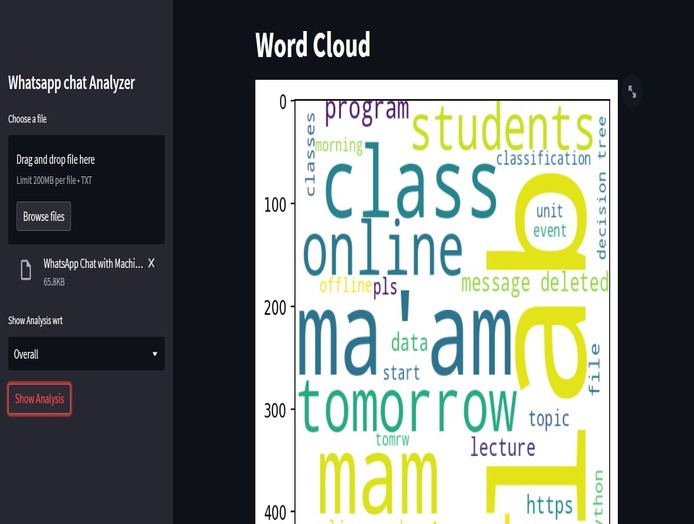 Whatsapp chat Analyzer
Choose a file
Drag and drop file here
Limit 200MB per file • TXT
Browse files
WhatsApp Chat with Machi... X
65.8KB
Show Analysis wrt
Overall
Show Analysis
Word Cloud
0
100
200
300
400
program
students
classes
morning
classification
decision tree
class
unit
event
online
lab
offline
pls
message deleted
ma'am
data
start
file
tomorrow
topic
tomrw
lecture
mam
https